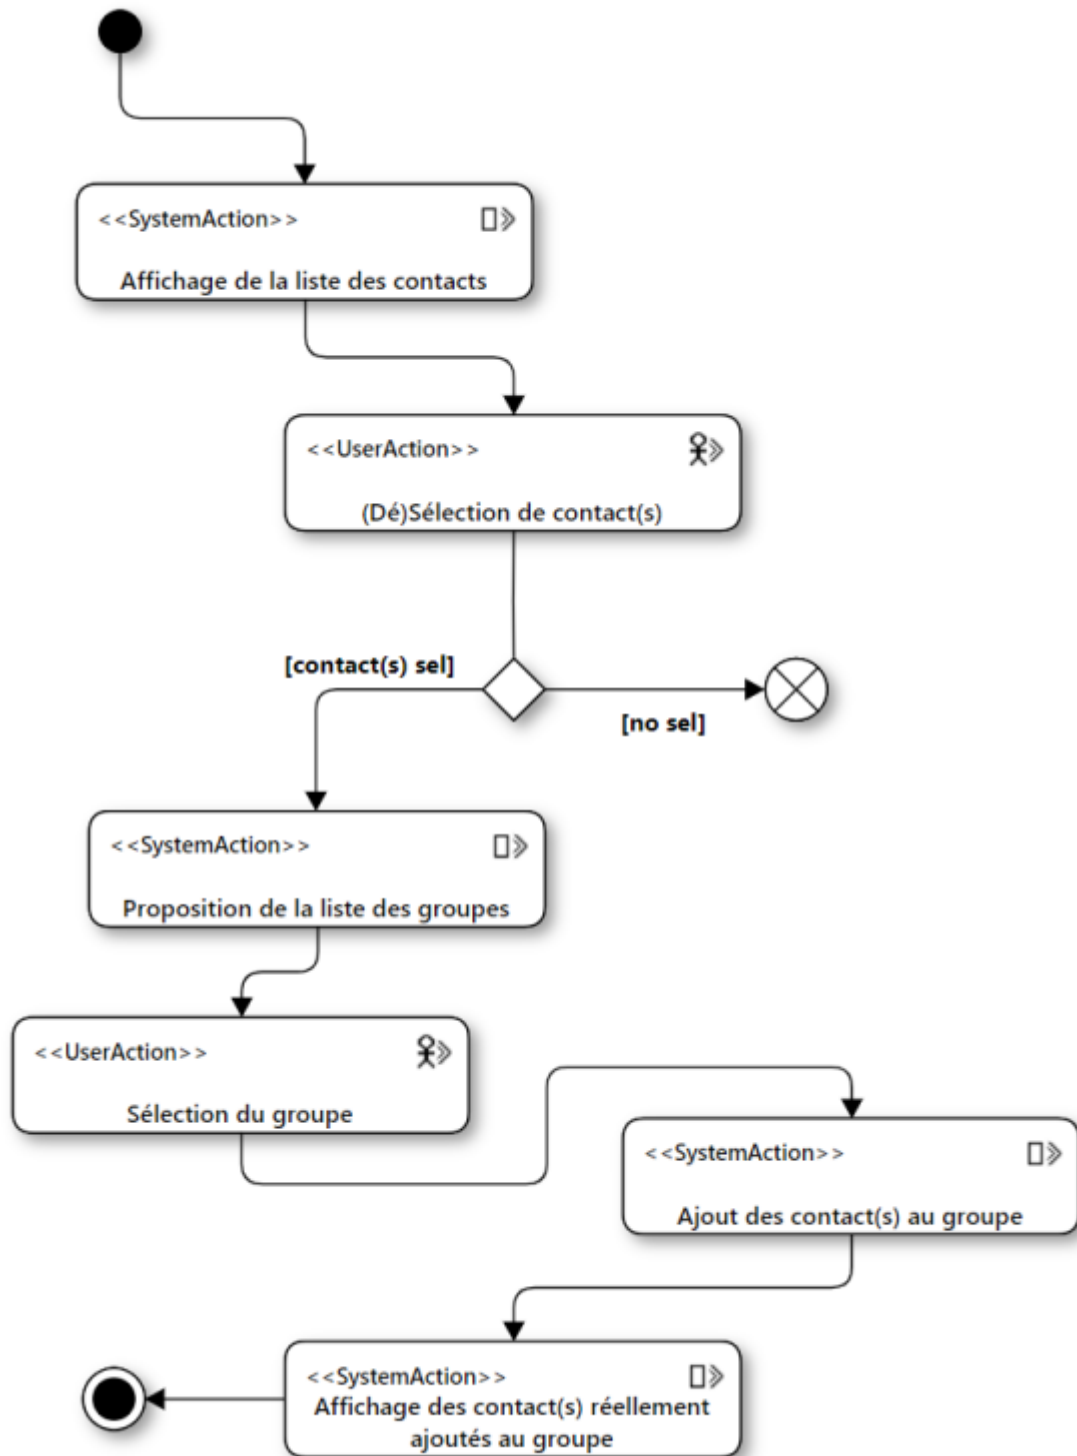 <<SystemAction>>
Affichage de la liste des contacts
<<UserAction>>
(Dé)Sélection de contact(s)
[contact(s) sel]
[no sel]
<<SystemAction>>
Proposition de la liste des groupes
<<UserAction>>
Sélection du groupe
<<SystemAction>>
Ajout des contact(s) au groupe
<<SystemAction>>
Affichage des contact(s) réellement
ajoutés au groupe